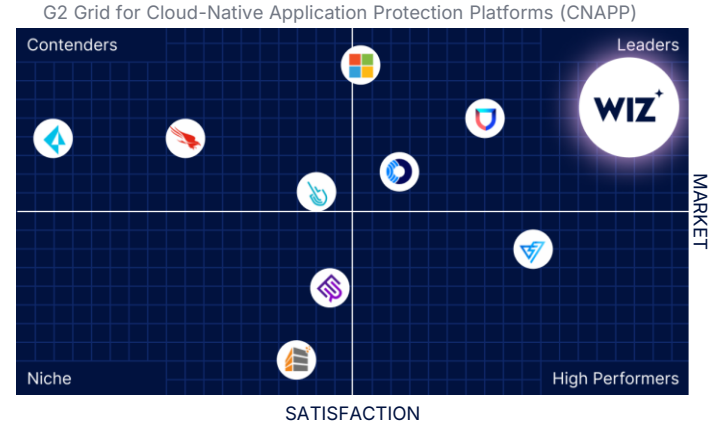 G2 Grid for Cloud-Native Application Protection Platforms (CNAPP)
Contenders
Leaders
WIZ
MARKET
Niche
High Performers
SATISFACTION